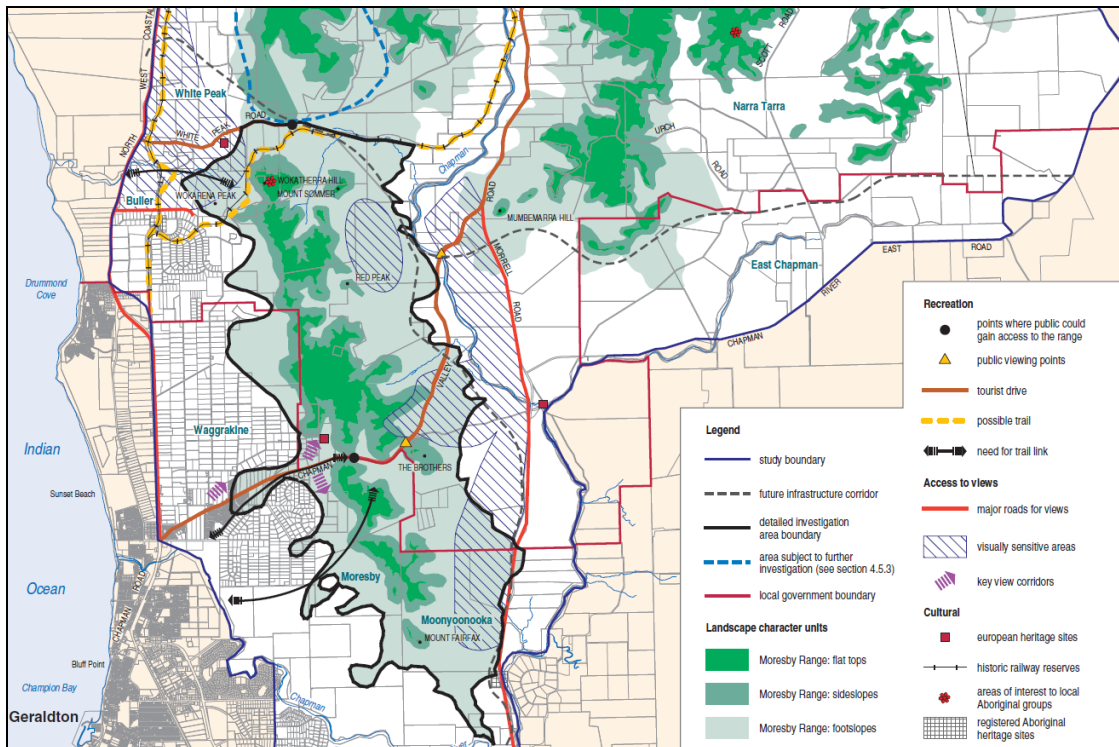 COASTAL
WEST
NORTH
White Peak
WHITE PEAK ROAD
Chapman
ROAD
SCOTT
Narra Tarra
URCH
ROAD
WOKATHERRA HILL
MOUNT SOMMER
WOKARENA PEAK
Buller
MUMBEMARRA HILL
ROAD
MORRELL
ROAD
East Chapman
EAST ROAD
RIVER
CHAPMAN
Drummond
Cove
RED PEAK
VALLEY
Waggrakine
CHAPMAN
THE BROTHERS
Indian
Sunset Beach
Ocean
ROAD
CHAPMAN
Moresby
Moonyoonooka
MOUNT FAIRFAX
Bluff Point
Champion Bay
Chapman
Geraldton
Legend
study boundary
future infrastructure corridor
detailed investigation
area boundary
area subject to further
investigation (see section 4.5.3)
local government boundary
Landscape character units
Moresby Range: flat tops
Moresby Range: sideslopes
Moresby Range: footslopes
Recreation
points where public could
gain access to the range
public viewing points
tourist drive
possible trail
need for trail link
Access to views
major roads for views
visually sensitive areas
key view corridors
Cultural
european heritage sites
historic railway reserves
areas of interest to local
Aboriginal groups
registered Aboriginal
heritage sites